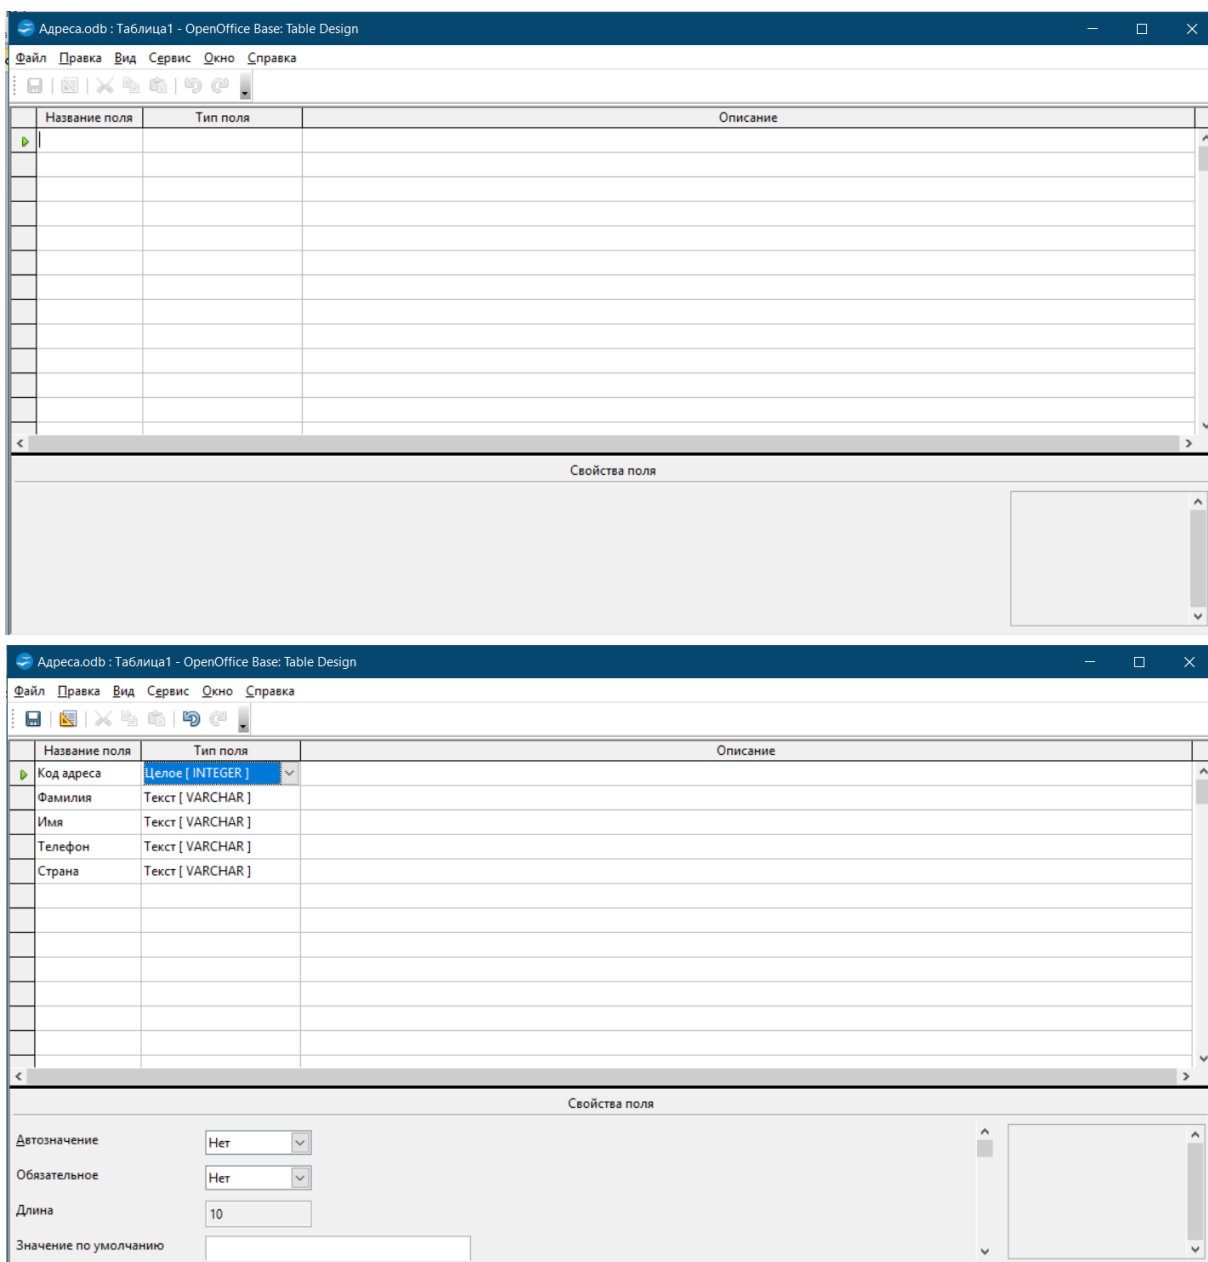 Адреса.odb : Таблица1 - OpenOffice Base: Table Design
Файл Правка Вид Сервис Окно Справка
Название поля Тип поля Описание
Свойства поля
Адреса.odb : Таблица1 - OpenOffice Base: Table Design
Файл Правка Вид Сервис Окно Справка
Название поля Тип поля Описание
Код адреса Целое [ INTEGER ]
Фамилия Текст [ VARCHAR ]
Имя Текст [ VARCHAR ]
Телефон Текст [ VARCHAR ]
Страна Текст [ VARCHAR ]
Свойства поля
Автозначение Нет
Обязательное Нет
Длина 10
Значение по умолчанию